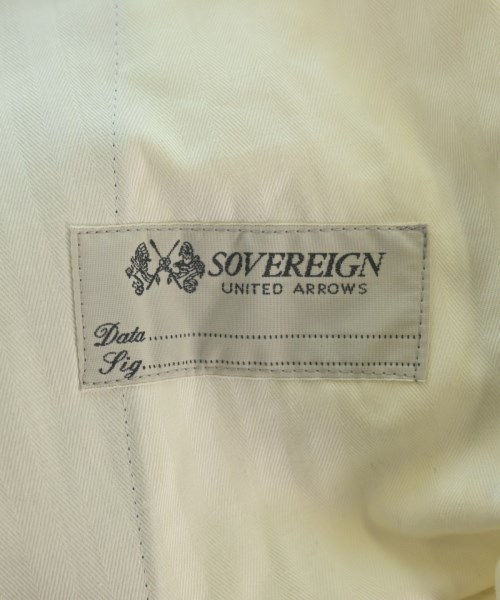 SOVEREIGN
UNITED ARROWS
Data
Sig.